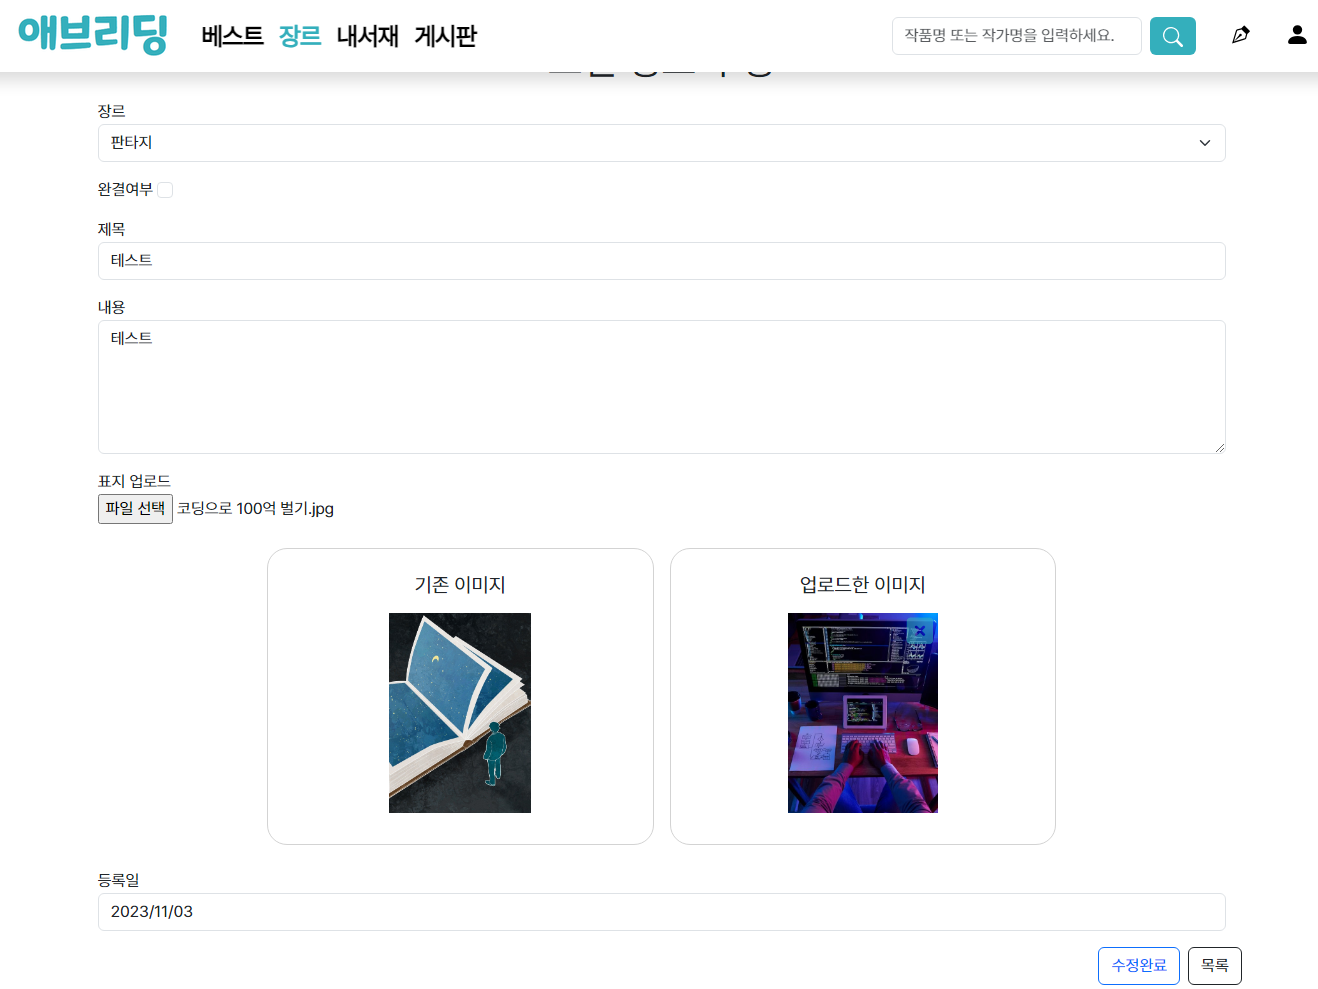 애브리딩
베스트 장르 내서재 게시판
작품명 또는 작가명을 입력하세요.
장르
판타지
완결여부
제목
테스트
내용
테스트
표지 업로드
파일 선택 코딩으로 100억 벌기.jpg
기존 이미지
업로드한 이미지
등록일
2023/11/03
수정완료
목록